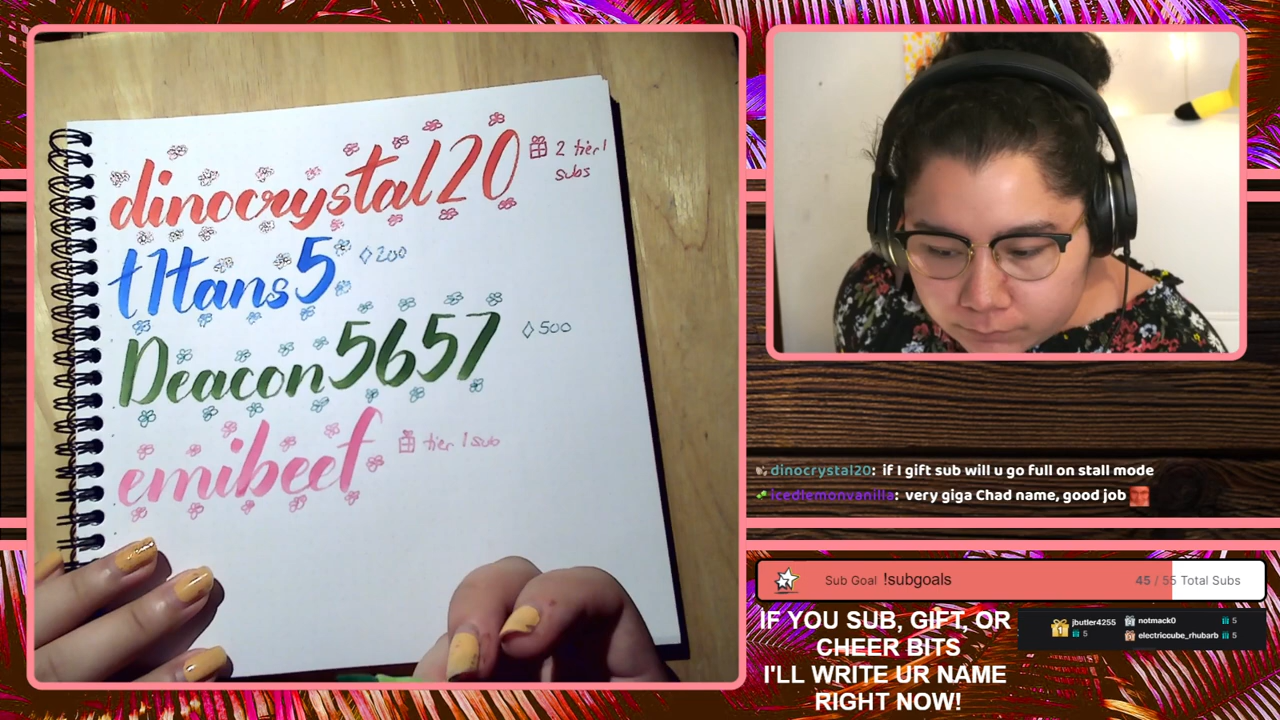 dinocrystal20
2 tier 1
subs
t1tans5
200
Deacon5657
500
emibeef
tier 1 sub
dinocrystal20: if I gift sub will u go full on stall mode
icedlemonvanilla: very giga Chad name, good job
Sub Goal !subgoals 45 / 55 Total Subs
IF YOU SUB, GIFT, OR
CHEER BITS
I'LL WRITE UR NAME
RIGHT NOW!
1 jbutler4255 5
notmack0 5
electriccube_rhubarb 5